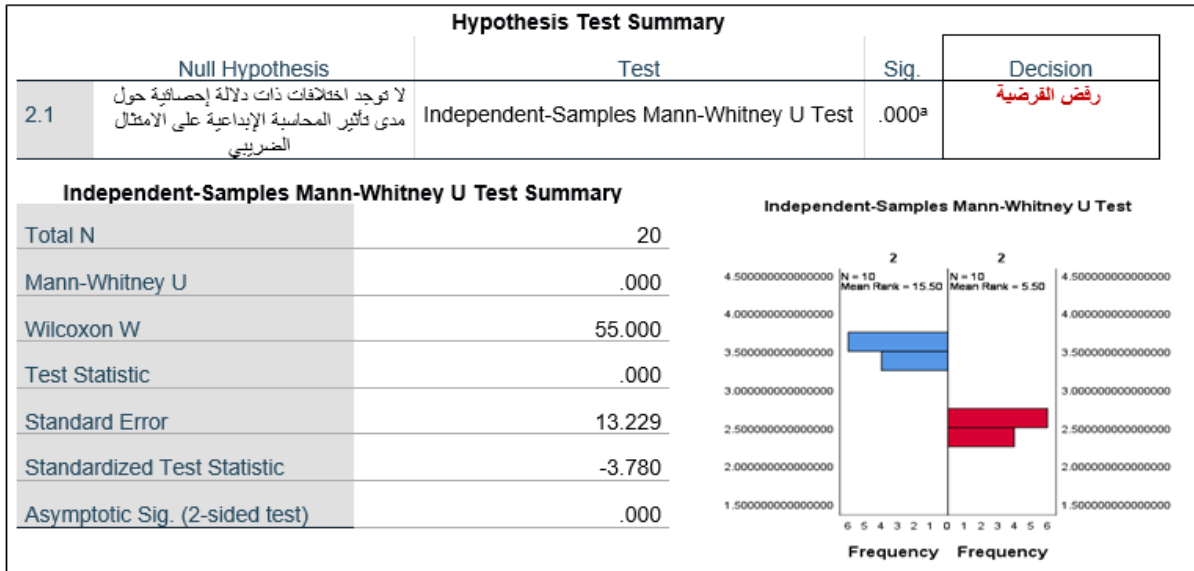 Hypothesis Test Summary
Null Hypothesis Test Sig. Decision
2.1 لا توجد اختلافات ذات دلالة إحصائية حول Independent-Samples Mann-Whitney U Test .000ᵃ رفض الفرضية
مدى تأثير المحاسبة الإبداعية على الامتثال
الضريبي
Independent-Samples Mann-Whitney U Test Summary
Total N 20
Mann-Whitney U .000
Wilcoxon W 55.000
Test Statistic .000
Standard Error 13.229
Standardized Test Statistic -3.780
Asymptotic Sig. (2-sided test) .000
Independent-Samples Mann-Whitney U Test
2 2
4.500000000000000 N = 10 N = 10 4.500000000000000
Mean Rank = 15.50 Mean Rank = 5.50
4.000000000000000 4.000000000000000
3.500000000000000 3.500000000000000
3.000000000000000 3.000000000000000
2.500000000000000 2.500000000000000
2.000000000000000 2.000000000000000
1.500000000000000 1.500000000000000
6 5 4 3 2 1 0 1 2 3 4 5 6
Frequency Frequency